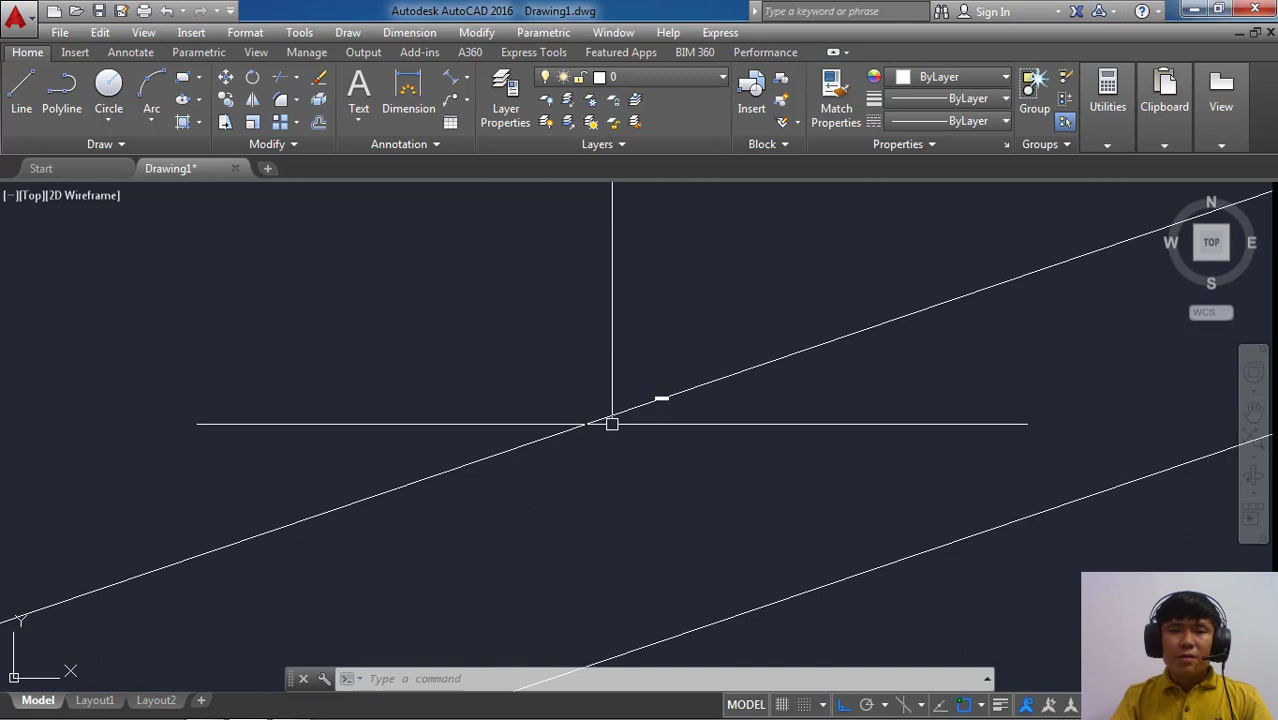 Autodesk AutoCAD 2016 Drawing1.dwg
Type a keyword or phrase
Sign In
File Edit View Insert Format Tools Draw Dimension Modify Parametric Window Help Express
Home Insert Annotate Parametric View Manage Output Add-ins A360 Express Tools Featured Apps BIM 360 Performance
0
ByLayer
ByLayer
ByLayer
Line Polyline Circle Arc
Text Dimension
Layer
Properties
Insert
Match
Properties
Group
Utilities
Clipboard
View
Draw Modify Annotation Layers Block Properties Groups
Start Drawing1* +
[−][Top][2D Wireframe]
N
W TOP E
S
WCS
Y
X
Type a command
Model Layout1 Layout2 +
MODEL